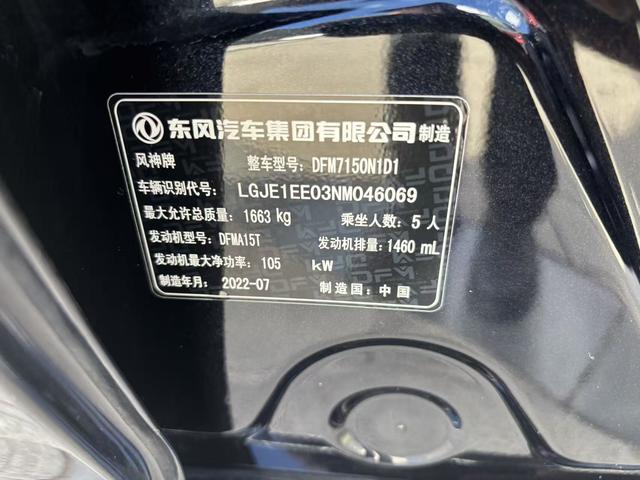 东风汽车集团有限公司 制造
风神牌 整车型号: DFM7150N1D1
车辆识别代号: LGJE1EE03NM046069
最大允许总质量: 1663 kg 乘坐人数: 5 人
发动机型号: DFMA15T 发动机排量: 1460 mL
发动机最大净功率: 105 kW
制造年月: 2022-07 制造国: 中国